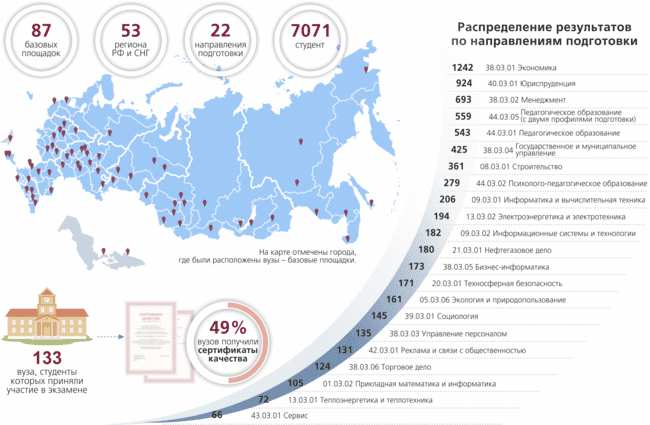 87
базовых
площадок
53
региона
РФ и СНГ
22
направления
подготовки
7071
студент
Распределение результатов
по направлениям подготовки
1242 38.03.01 Экономика
924 40.03.01 Юриспруденция
693 38.03.02 Менеджмент
559 44.03.05 Педагогическое образование
(с двумя профилями подготовки)
543 44.03.01 Педагогическое образование
425 38.03.04 Государственное и муниципальное
управление
361 08.03.01 Строительство
279 44.03.02 Психолого-педагогическое образование
206 09.03.01 Информатика и вычислительная техника
194 13.03.02 Электроэнергетика и электротехника
182 09.03.02 Информационные системы и технологии
180 21.03.01 Нефтегазовое дело
173 38.03.05 Бизнес-информатика
171 20.03.01 Техносферная безопасность
161 05.03.06 Экология и природопользование
145 39.03.01 Социология
135 38.03.03 Управление персоналом
131 42.03.01 Реклама и связи с общественностью
124 38.03.06 Торговое дело
105 01.03.02 Прикладная математика и информатика
72 13.03.01 Теплоэнергетика и теплотехника
66 43.03.01 Сервис
На карте отмечены города,
где были расположены вузы – базовые площадки.
133
вуза, студенты
которых приняли
участие в экзамене
СЕРТИФИКАТ
КАЧЕСТВА
49%
вузов получили
сертификаты
качества